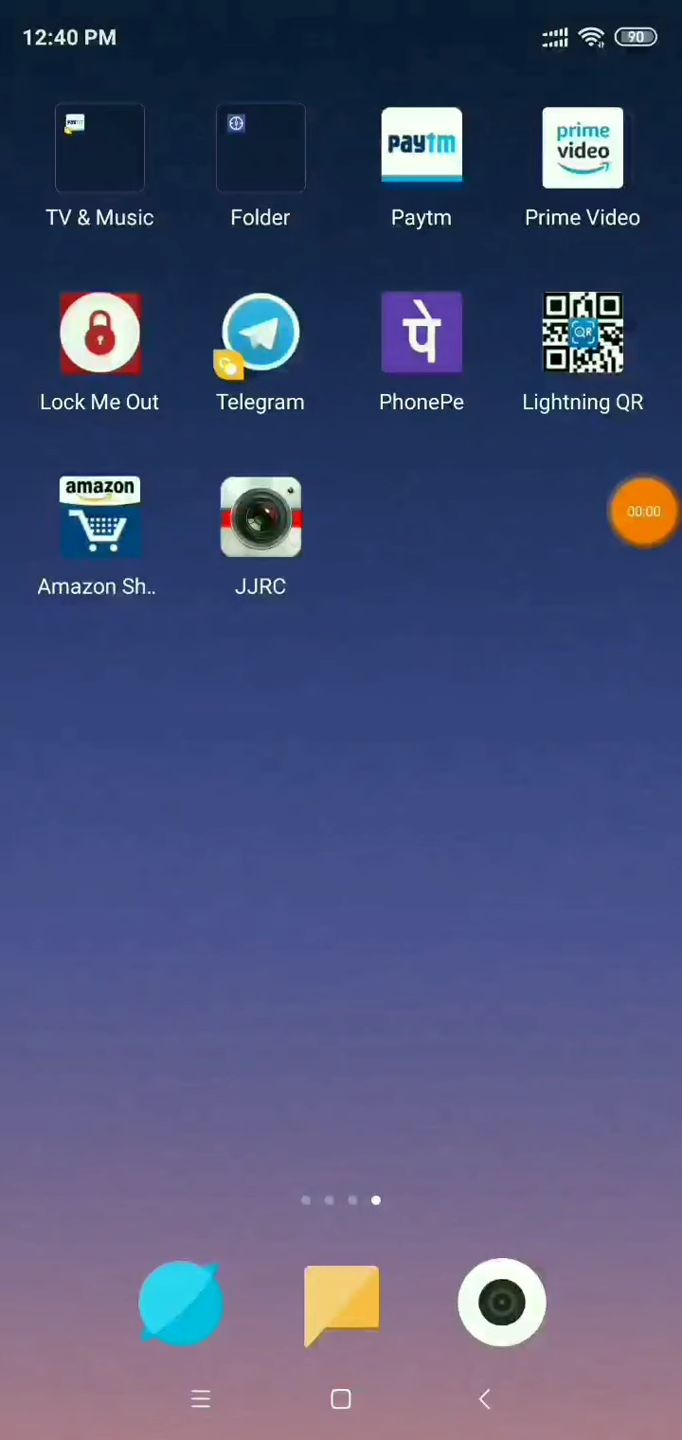 12:40 PM
90
TV & Music
Folder
paytm
Paytm
prime
video
Prime Video
Lock Me Out
Telegram
पे
PhonePe
QR
Lightning QR
00:00
amazon
Amazon Sh..
JJRC